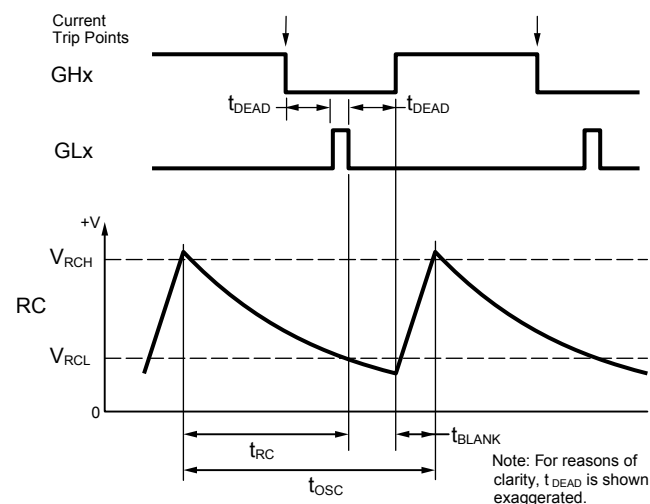 Current
Trip Points
GHx
tDEAD
tDEAD
GLx
+V
VRCH
RC
VRCL
0
tRC
tBLANK
tOSC
Note: For reasons of
clarity, tDEAD is shown
exaggerated.